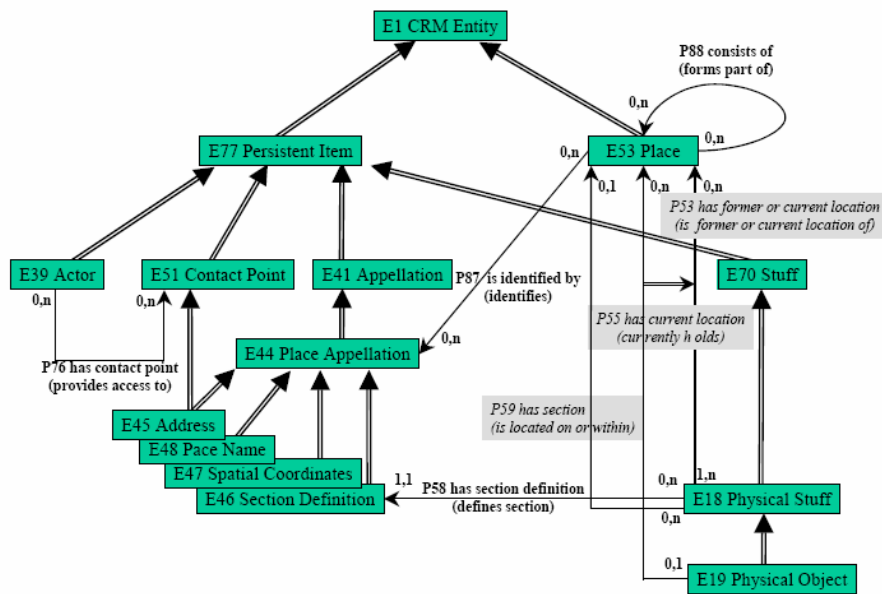 E1 CRM Entity
P88 consists of
(forms part of)
0,n
0,n
E77 Persistent Item
0,n
E53 Place
0,1
0,n
0,n
P53 has former or current location
(is former or current location of)
E39 Actor
E51 Contact Point
E41 Appellation
P87 is identified by
(identifies)
E70 Stuff
0,n
0,n
P55 has current location
(currently h olds)
0,n
E44 Place Appellation
P76 has contact point
(provides access to)
P59 has section
(is located on or within)
E45 Address
E48 Pace Name
E47 Spatial Coordinates
1,1
P58 has section definition
(defines section)
0,n
1,n
E46 Section Definition
E18 Physical Stuff
0,n
0,1
E19 Physical Object